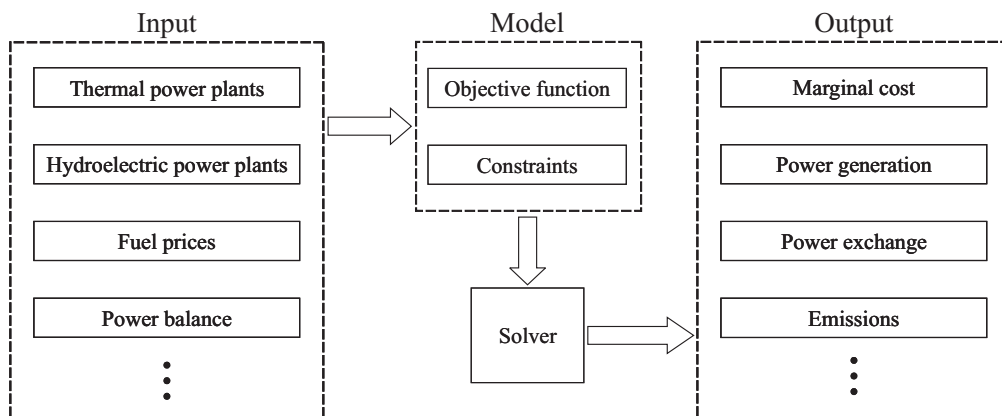 Input
Thermal power plants
Hydroelectric power plants
Fuel prices
Power balance
Model
Objective function
Constraints
Solver
Output
Marginal cost
Power generation
Power exchange
Emissions